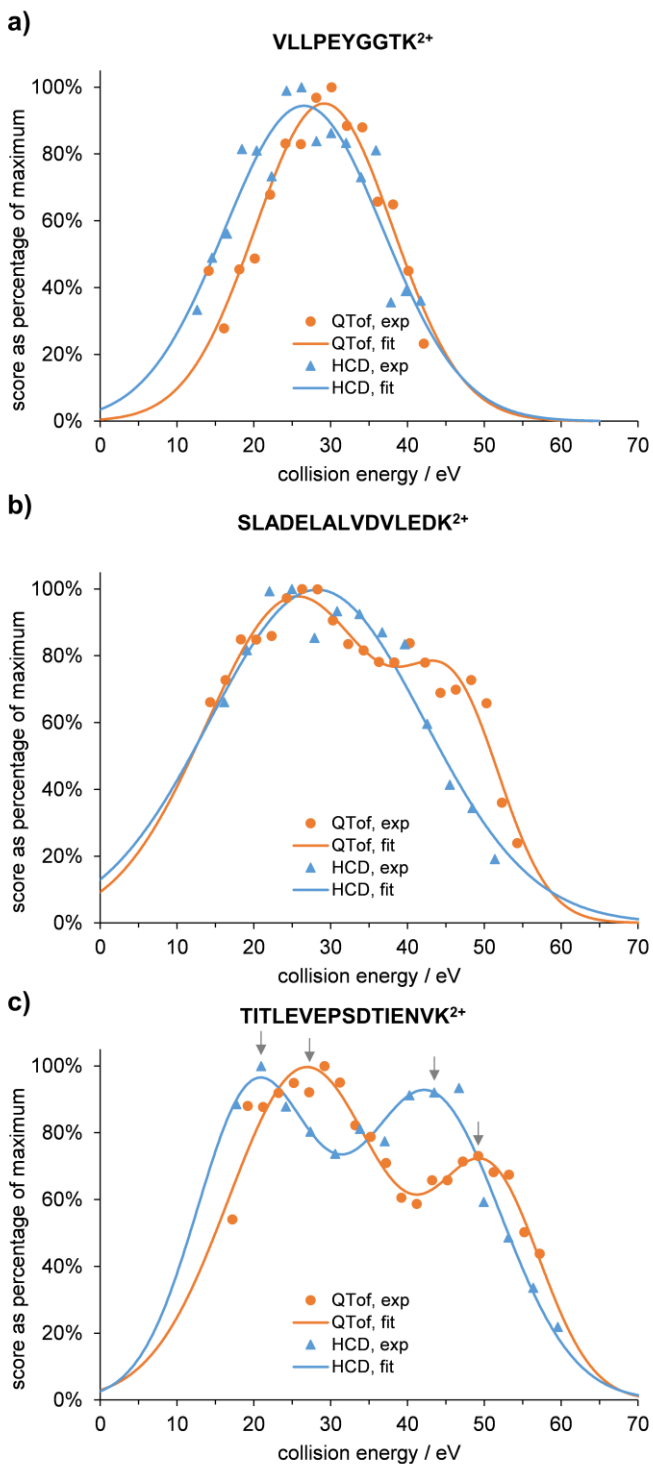 a)
VLLPEYGGTK2+
100%
80%
60%
40%
20%
0%
score as percentage of maximum
QTof, exp
QTof, fit
HCD, exp
HCD, fit
0 10 20 30 40 50 60 70
collision energy / eV
b)
SLADELALVDVLEDK2+
100%
80%
60%
40%
20%
0%
score as percentage of maximum
QTof, exp
QTof, fit
HCD, exp
HCD, fit
0 10 20 30 40 50 60 70
collision energy / eV
c)
TITLEVEPSDTIENVK2+
100%
80%
60%
40%
20%
0%
score as percentage of maximum
QTof, exp
QTof, fit
HCD, exp
HCD, fit
0 10 20 30 40 50 60 70
collision energy / eV